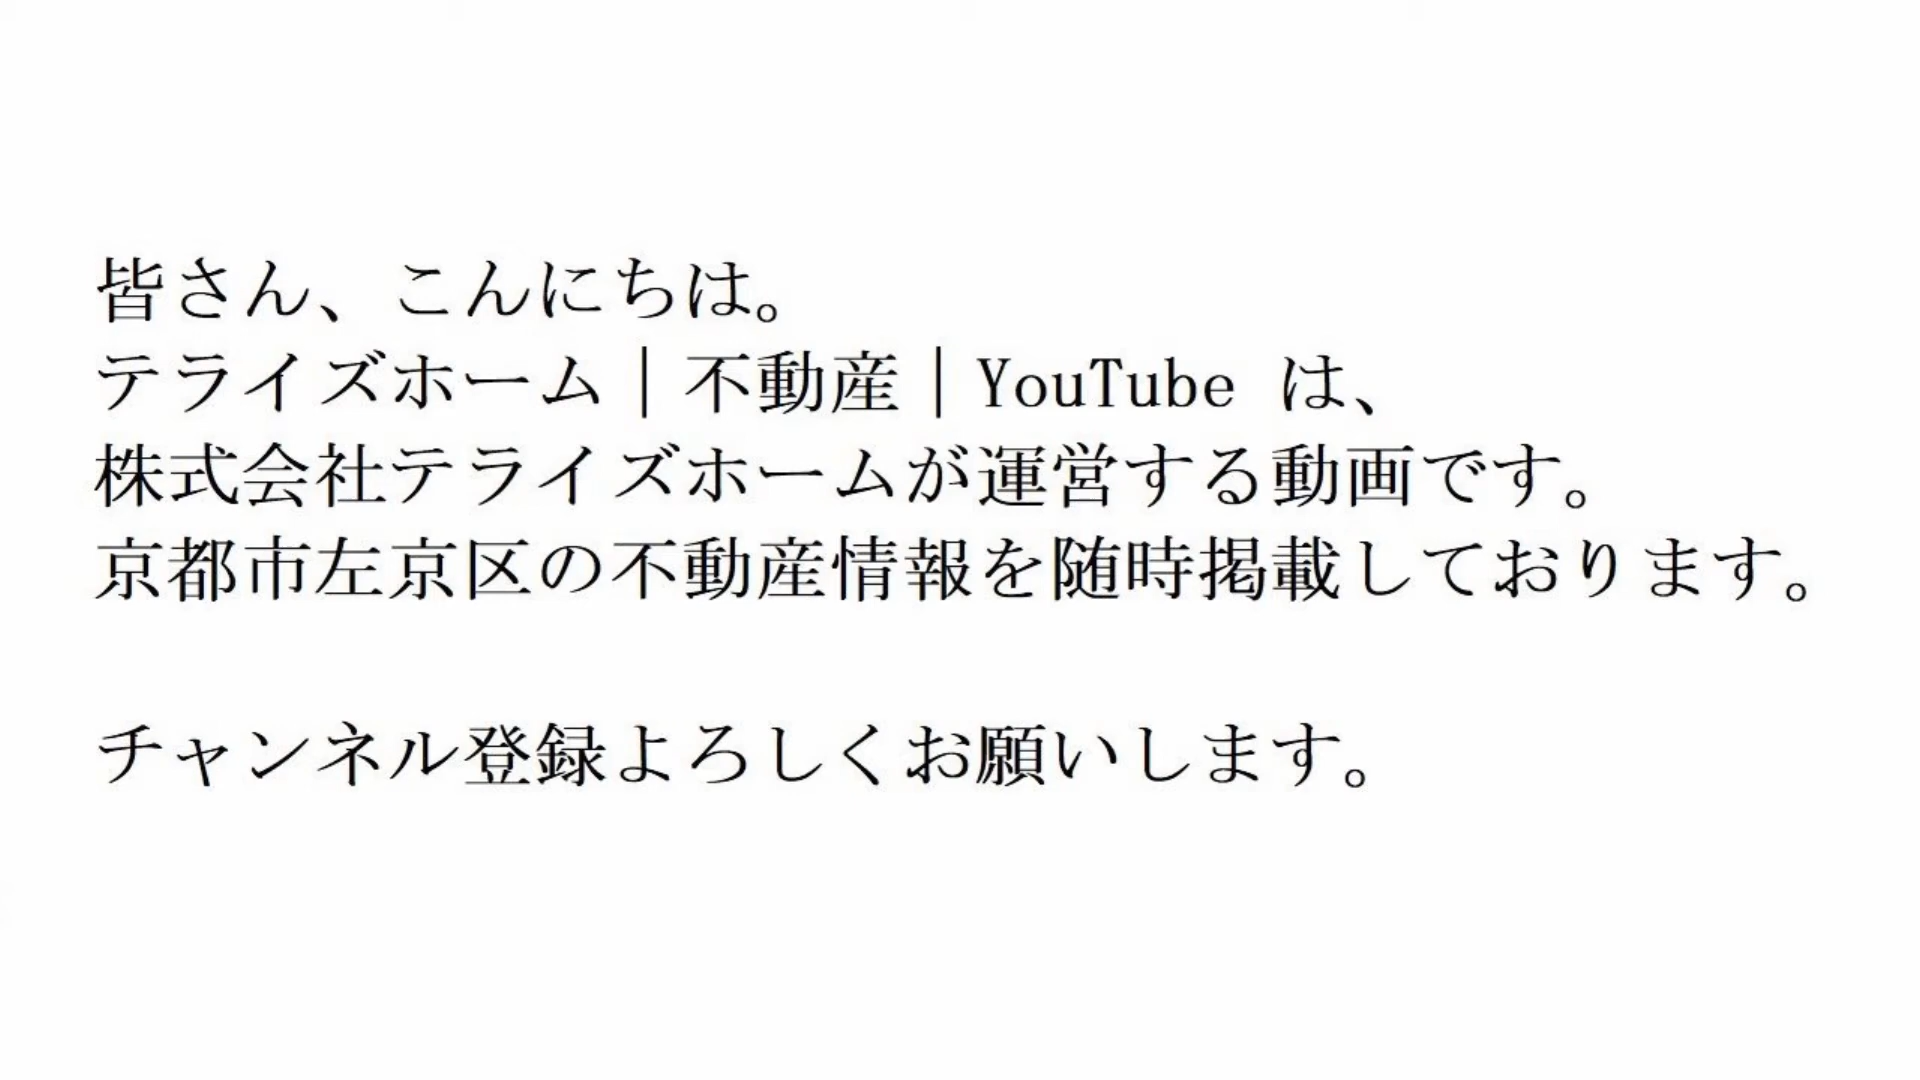 皆さん、こんにちは。
テライズホーム｜不動産｜YouTube は、
株式会社テライズホームが運営する動画です。
京都市左京区の不動産情報を随時掲載しております。
チャンネル登録よろしくお願いします。